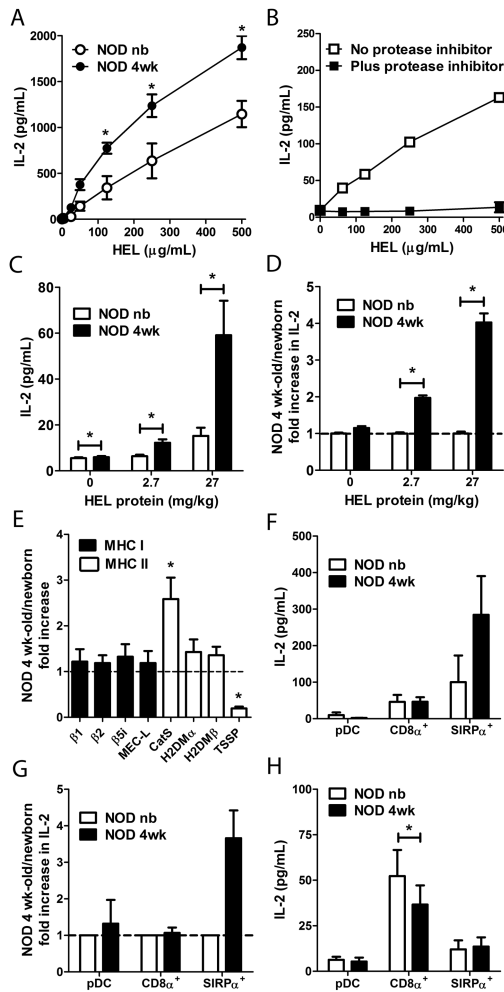 A
2000
1500
1000
500
0
IL-2 (pg/mL)
NOD nb
NOD 4wk
*
*
*
0 100 200 300 400 500
HEL (μg/mL)
B
250
200
150
100
50
0
IL-2 (pg/mL)
No protease inhibitor
Plus protease inhibitor
0 100 200 300 400 500
HEL (μg/mL)
C
80
60
40
20
0
IL-2 (pg/mL)
NOD nb
NOD 4wk
*
*
*
0 2.7 27
HEL protein (mg/kg)
D
5
4
3
2
1
0
NOD 4 wk-old/newborn
fold increase in IL-2
NOD nb
NOD 4wk
*
*
0 2.7 27
HEL protein (mg/kg)
E
4
3
2
1
0
NOD 4 wk-old/newborn
fold increase
MHC I
MHC II
*
*
β1 β2 β5i MEC-L CatS H2DMα H2DMβ TSSP
F
500
400
300
200
100
0
IL-2 (pg/mL)
NOD nb
NOD 4wk
pDC CD8α+ SIRPα+
G
5
4
3
2
1
0
NOD 4 wk-old/newborn
fold increase in IL-2
NOD nb
NOD 4wk
pDC CD8α+ SIRPα+
H
100
75
50
25
0
IL-2 (pg/mL)
NOD nb
NOD 4wk
*
pDC CD8α+ SIRPα+